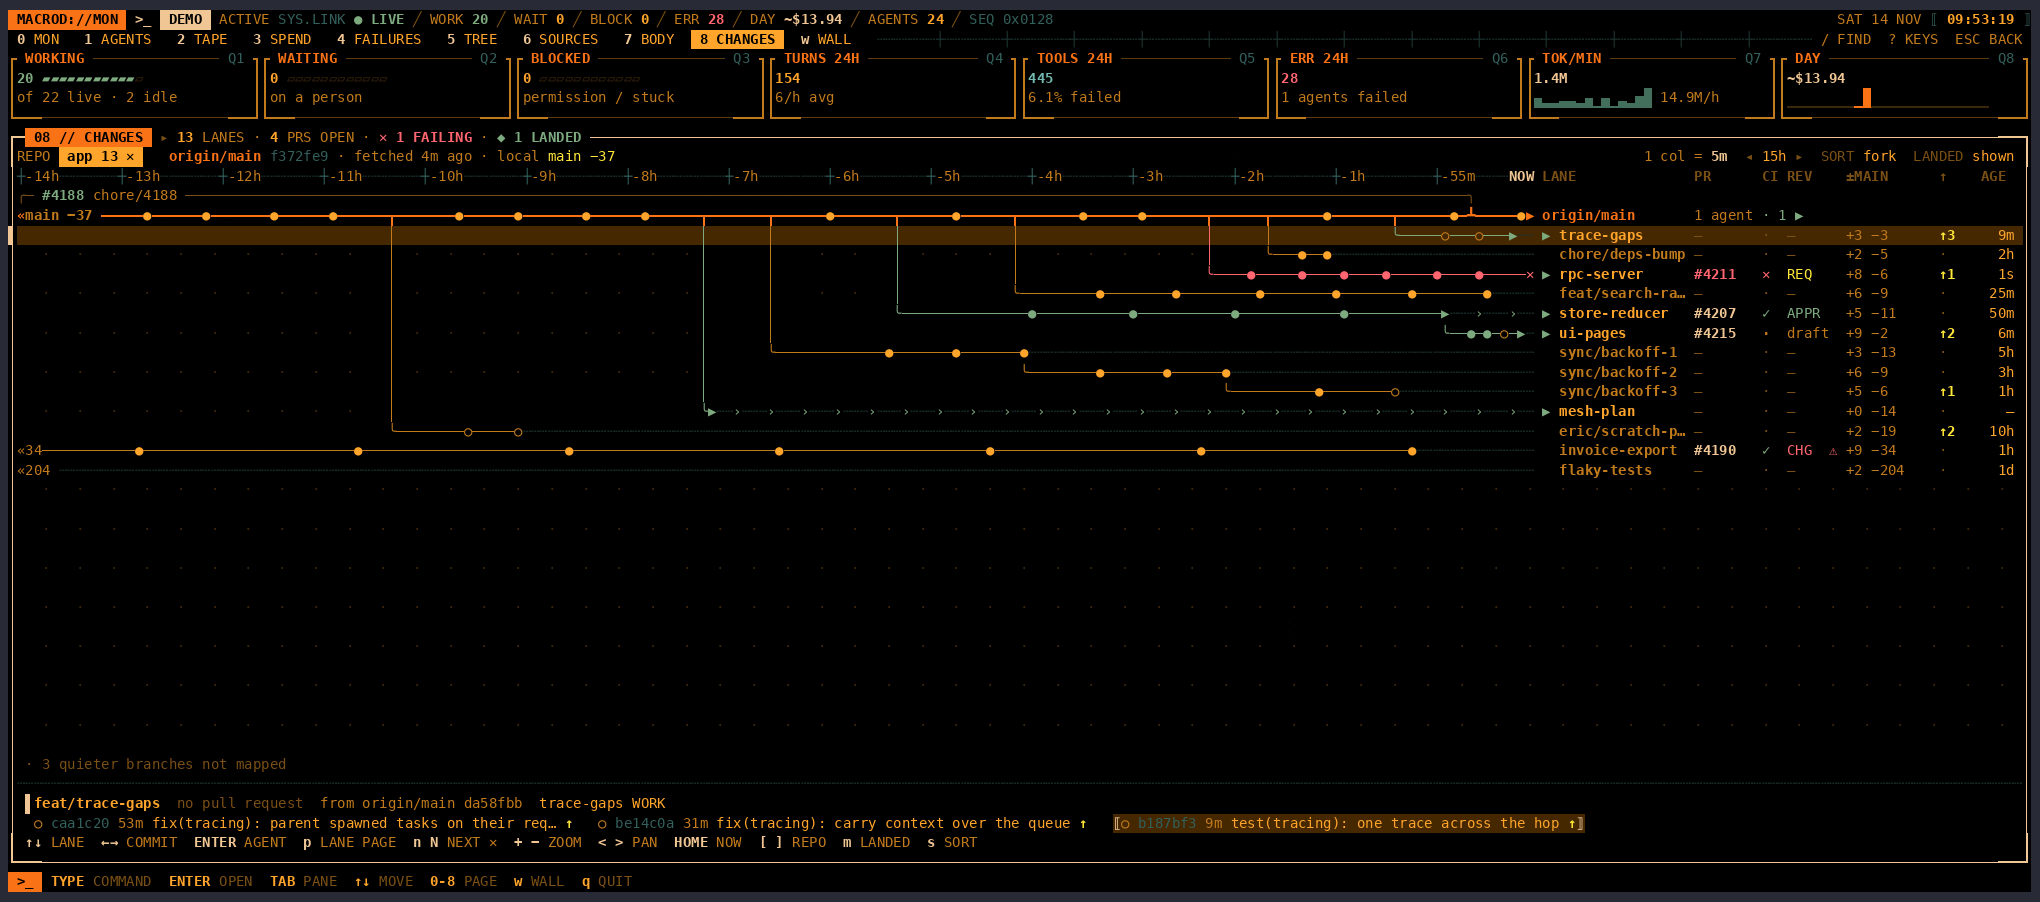 MACROD://MON >_ DEMO ACTIVE SYS.LINK ● LIVE / WORK 20 / WAIT 0 / BLOCK 0 / ERR 28 / DAY ~$13.94 / AGENTS 24 / SEQ 0x0128 SAT 14 NOV ⟦ 09:53:19 ⟧
0 MON 1 AGENTS 2 TAPE 3 SPEND 4 FAILURES 5 TREE 6 SOURCES 7 BODY 8 CHANGES w WALL / FIND ? KEYS ESC BACK
WORKING Q1 WAITING Q2 BLOCKED Q3 TURNS 24H Q4 TOOLS 24H Q5 ERR 24H Q6 TOK/MIN Q7 DAY Q8
20 0 0 154 445 28 1.4M ~$13.94
of 22 live · 2 idle on a person permission / stuck 6/h avg 6.1% failed 1 agents failed 14.9M/h
08 // CHANGES ▸ 13 LANES · 4 PRS OPEN · ✕ 1 FAILING · ◆ 1 LANDED
REPO app 13 ✕ origin/main f372fe9 · fetched 4m ago · local main −37 1 col = 5m ◂ 15h ▸ SORT fork LANDED shown
-14h -13h -12h -11h -10h -9h -8h -7h -6h -5h -4h -3h -2h -1h -55m NOW LANE PR CI REV ±MAIN ↑ AGE
#4188 chore/4188
«main −37 origin/main 1 agent · 1 ▶
▶ trace-gaps — · — +3 −3 ↑3 9m
chore/deps-bump — · — +2 −5 · 2h
✕ ▶ rpc-server #4211 ✕ REQ +8 −6 ↑1 1s
feat/search-ra… — · — +6 −9 · 25m
▶ store-reducer #4207 ✓ APPR +5 −11 · 50m
▶ ui-pages #4215 · draft +9 −2 ↑2 6m
sync/backoff-1 — · — +3 −13 · 5h
sync/backoff-2 — · — +6 −9 · 3h
sync/backoff-3 — · — +5 −6 ↑1 1h
▶ mesh-plan — · — +0 −14 · —
eric/scratch-p… — · — +2 −19 ↑2 10h
«34 invoice-export #4190 ✓ CHG ⚠ +9 −34 · 1h
«204 flaky-tests — · — +2 −204 · 1d
· 3 quieter branches not mapped
feat/trace-gaps no pull request from origin/main da58fbb trace-gaps WORK
○ caa1c20 53m fix(tracing): parent spawned tasks on their req… ↑ ○ be14c0a 31m fix(tracing): carry context over the queue ↑ ⟦○ b187bf3 9m test(tracing): one trace across the hop ↑⟧
↑↓ LANE ←→ COMMIT ENTER AGENT p LANE PAGE n N NEXT ✕ + − ZOOM < > PAN HOME NOW [ ] REPO m LANDED s SORT
>_ TYPE COMMAND ENTER OPEN TAB PANE ↑↓ MOVE 0-8 PAGE w WALL q QUIT